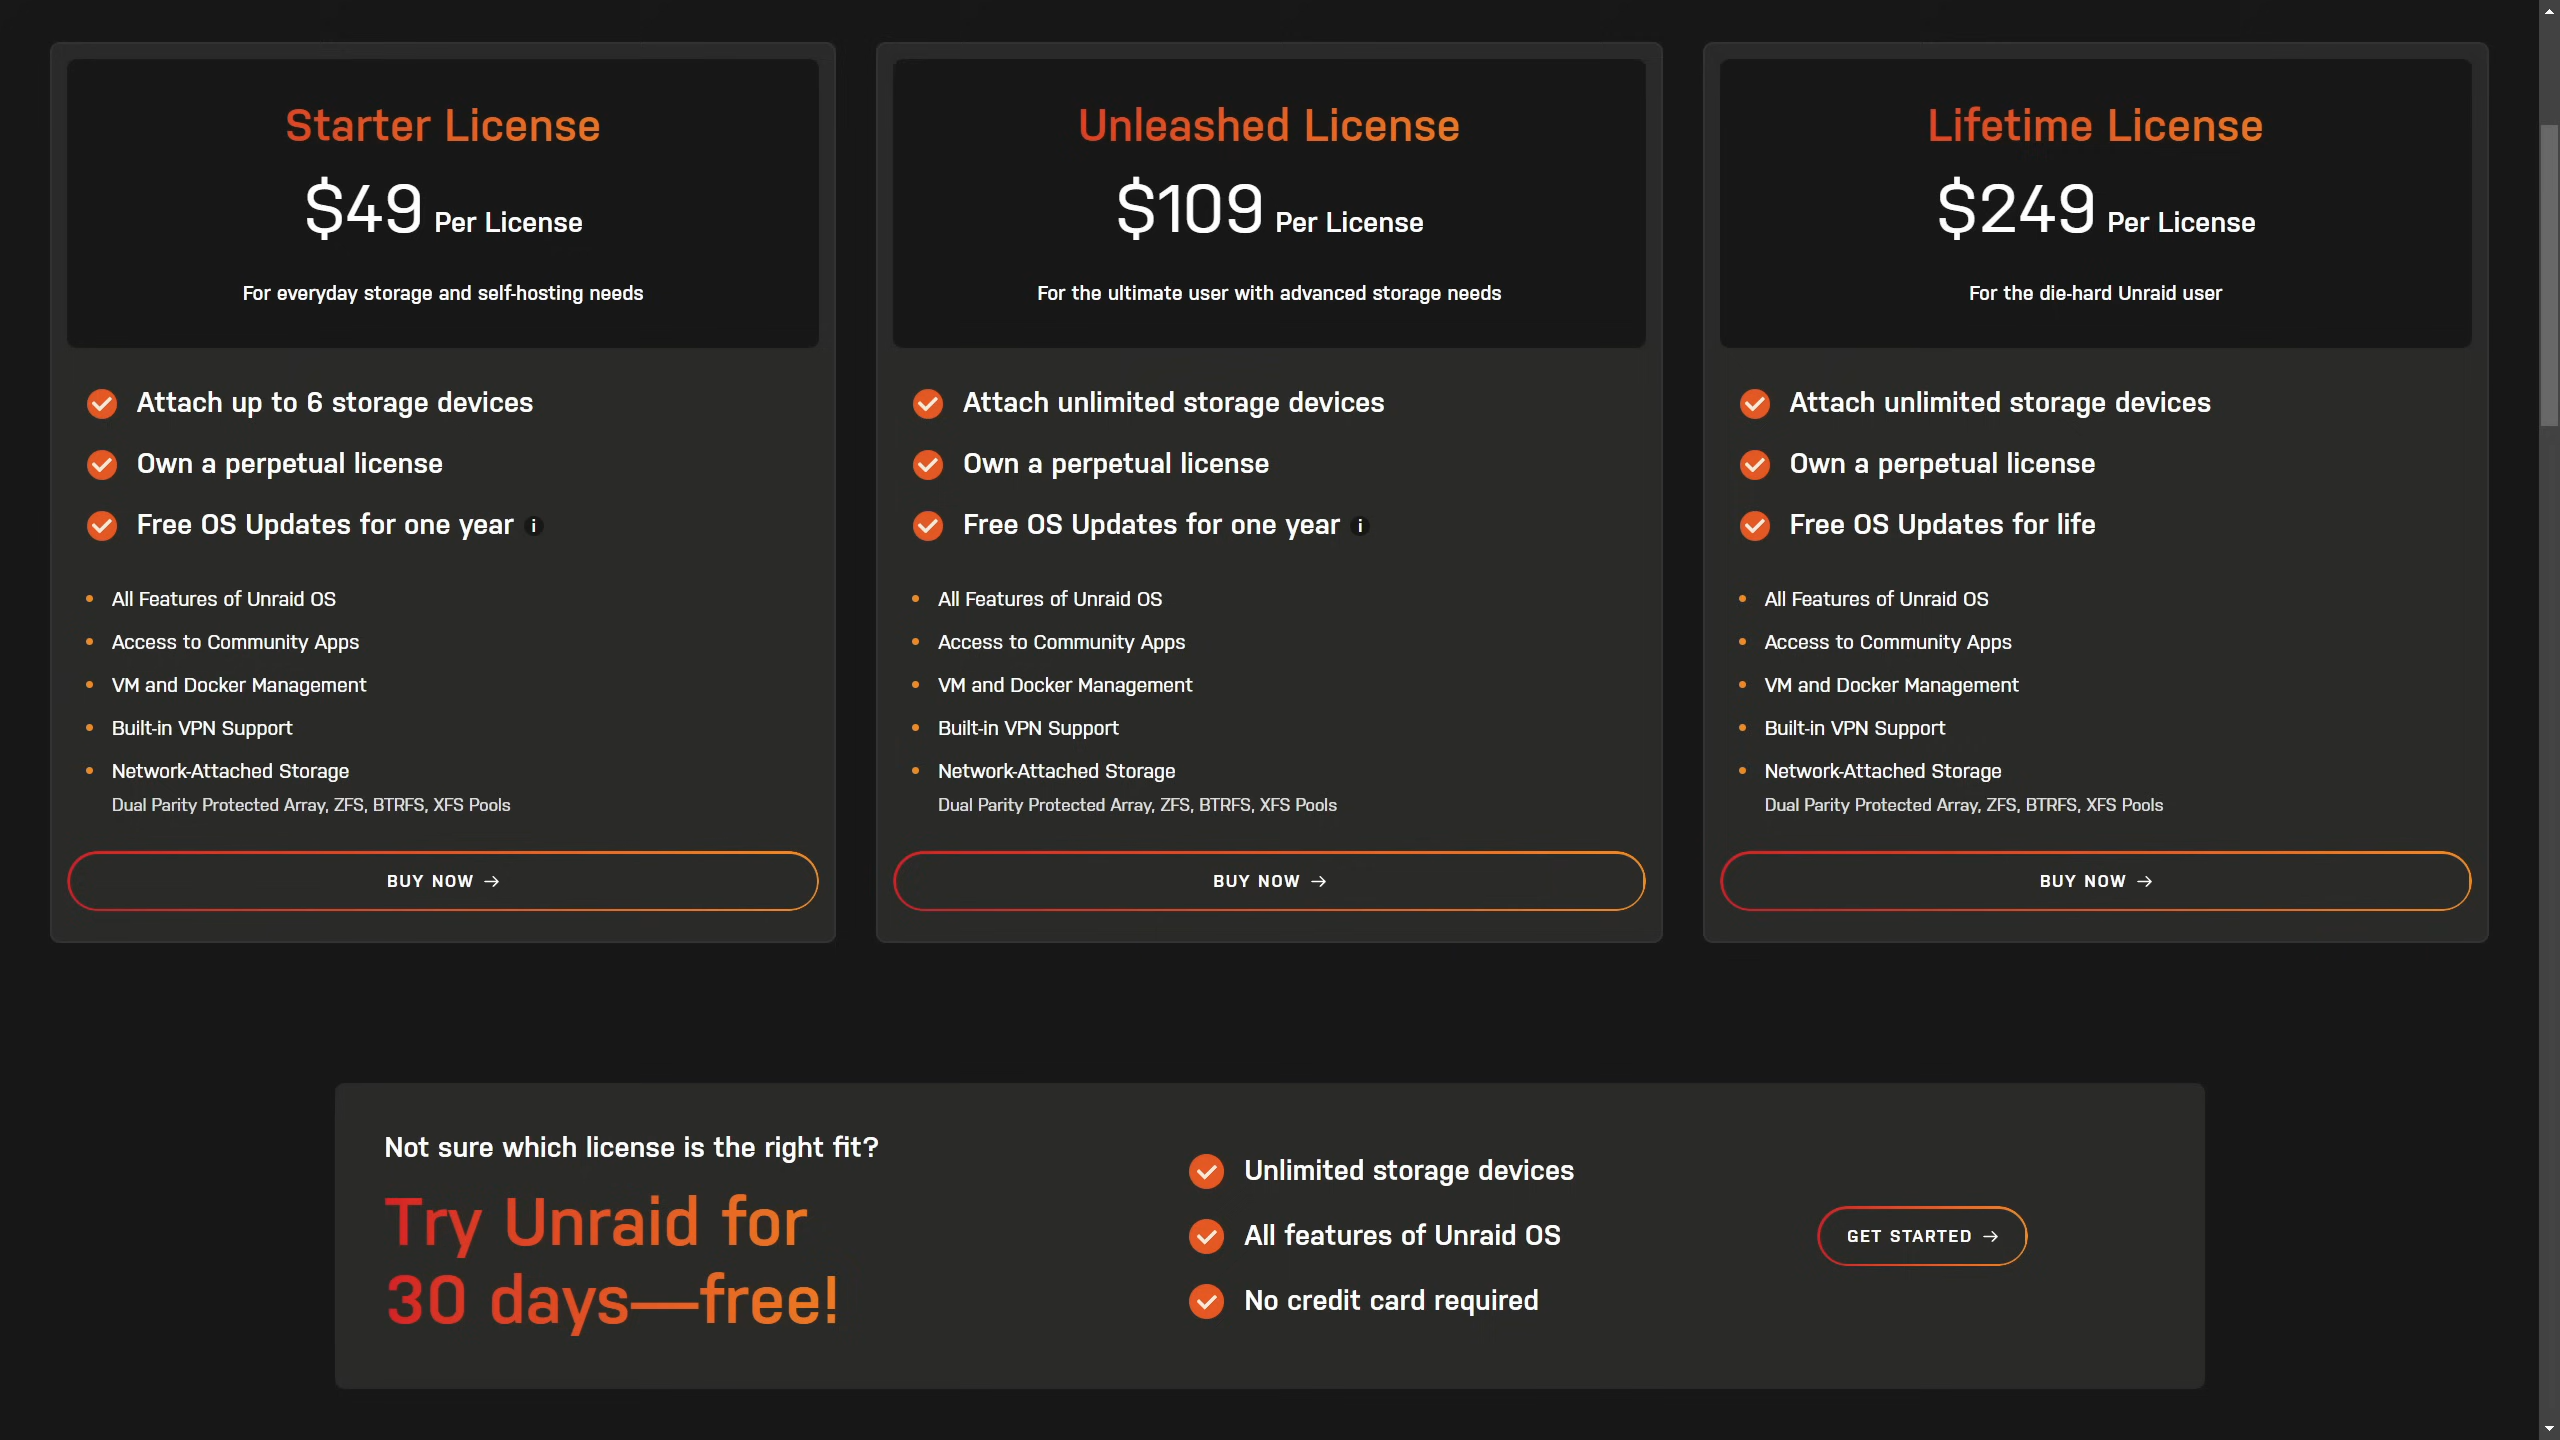 Starter License
$49 Per License
For everyday storage and self-hosting needs
Attach up to 6 storage devices
Own a perpetual license
Free OS Updates for one year i
All Features of Unraid OS
Access to Community Apps
VM and Docker Management
Built-in VPN Support
Network-Attached Storage
Dual Parity Protected Array, ZFS, BTRFS, XFS Pools
BUY NOW →
Unleashed License
$109 Per License
For the ultimate user with advanced storage needs
Attach unlimited storage devices
Own a perpetual license
Free OS Updates for one year i
All Features of Unraid OS
Access to Community Apps
VM and Docker Management
Built-in VPN Support
Network-Attached Storage
Dual Parity Protected Array, ZFS, BTRFS, XFS Pools
BUY NOW →
Lifetime License
$249 Per License
For the die-hard Unraid user
Attach unlimited storage devices
Own a perpetual license
Free OS Updates for life
All Features of Unraid OS
Access to Community Apps
VM and Docker Management
Built-in VPN Support
Network-Attached Storage
Dual Parity Protected Array, ZFS, BTRFS, XFS Pools
BUY NOW →
Not sure which license is the right fit?
Try Unraid for
30 days—free!
Unlimited storage devices
All features of Unraid OS
No credit card required
GET STARTED →